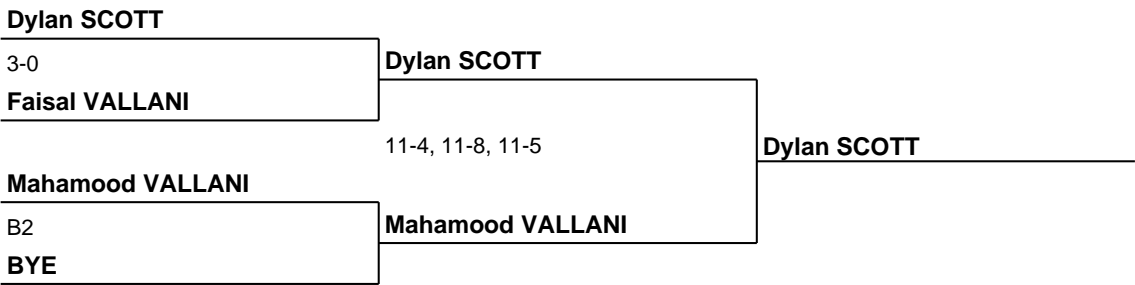 Dylan SCOTT
3-0
Faisal VALLANI
Dylan SCOTT
11-4, 11-8, 11-5
Dylan SCOTT
Mahamood VALLANI
B2
BYE
Mahamood VALLANI